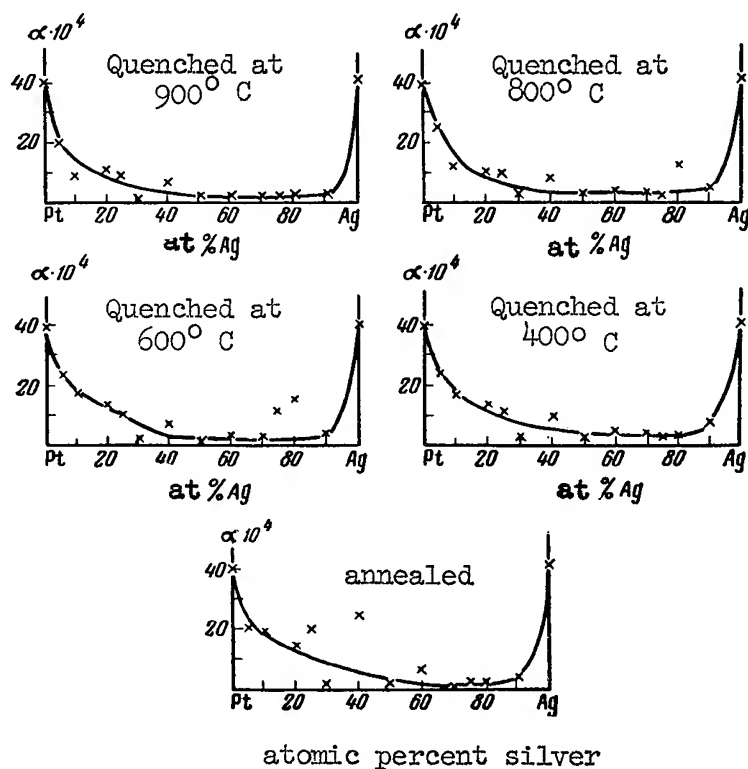 α·10⁴
Quenched at
900° C
40
20
Pt 20 40 60 80 Ag
at %Ag
α·10⁴
Quenched at
800° C
40
20
Pt 20 40 60 80 Ag
at %Ag
α·10⁴
Quenched at
600° C
40
20
Pt 20 40 60 80 Ag
at %Ag
α·10⁴
Quenched at
400° C
40
20
Pt 20 40 60 80 Ag
at %Ag
α·10⁴
annealed
40
20
Pt 20 40 60 80 Ag
atomic percent silver